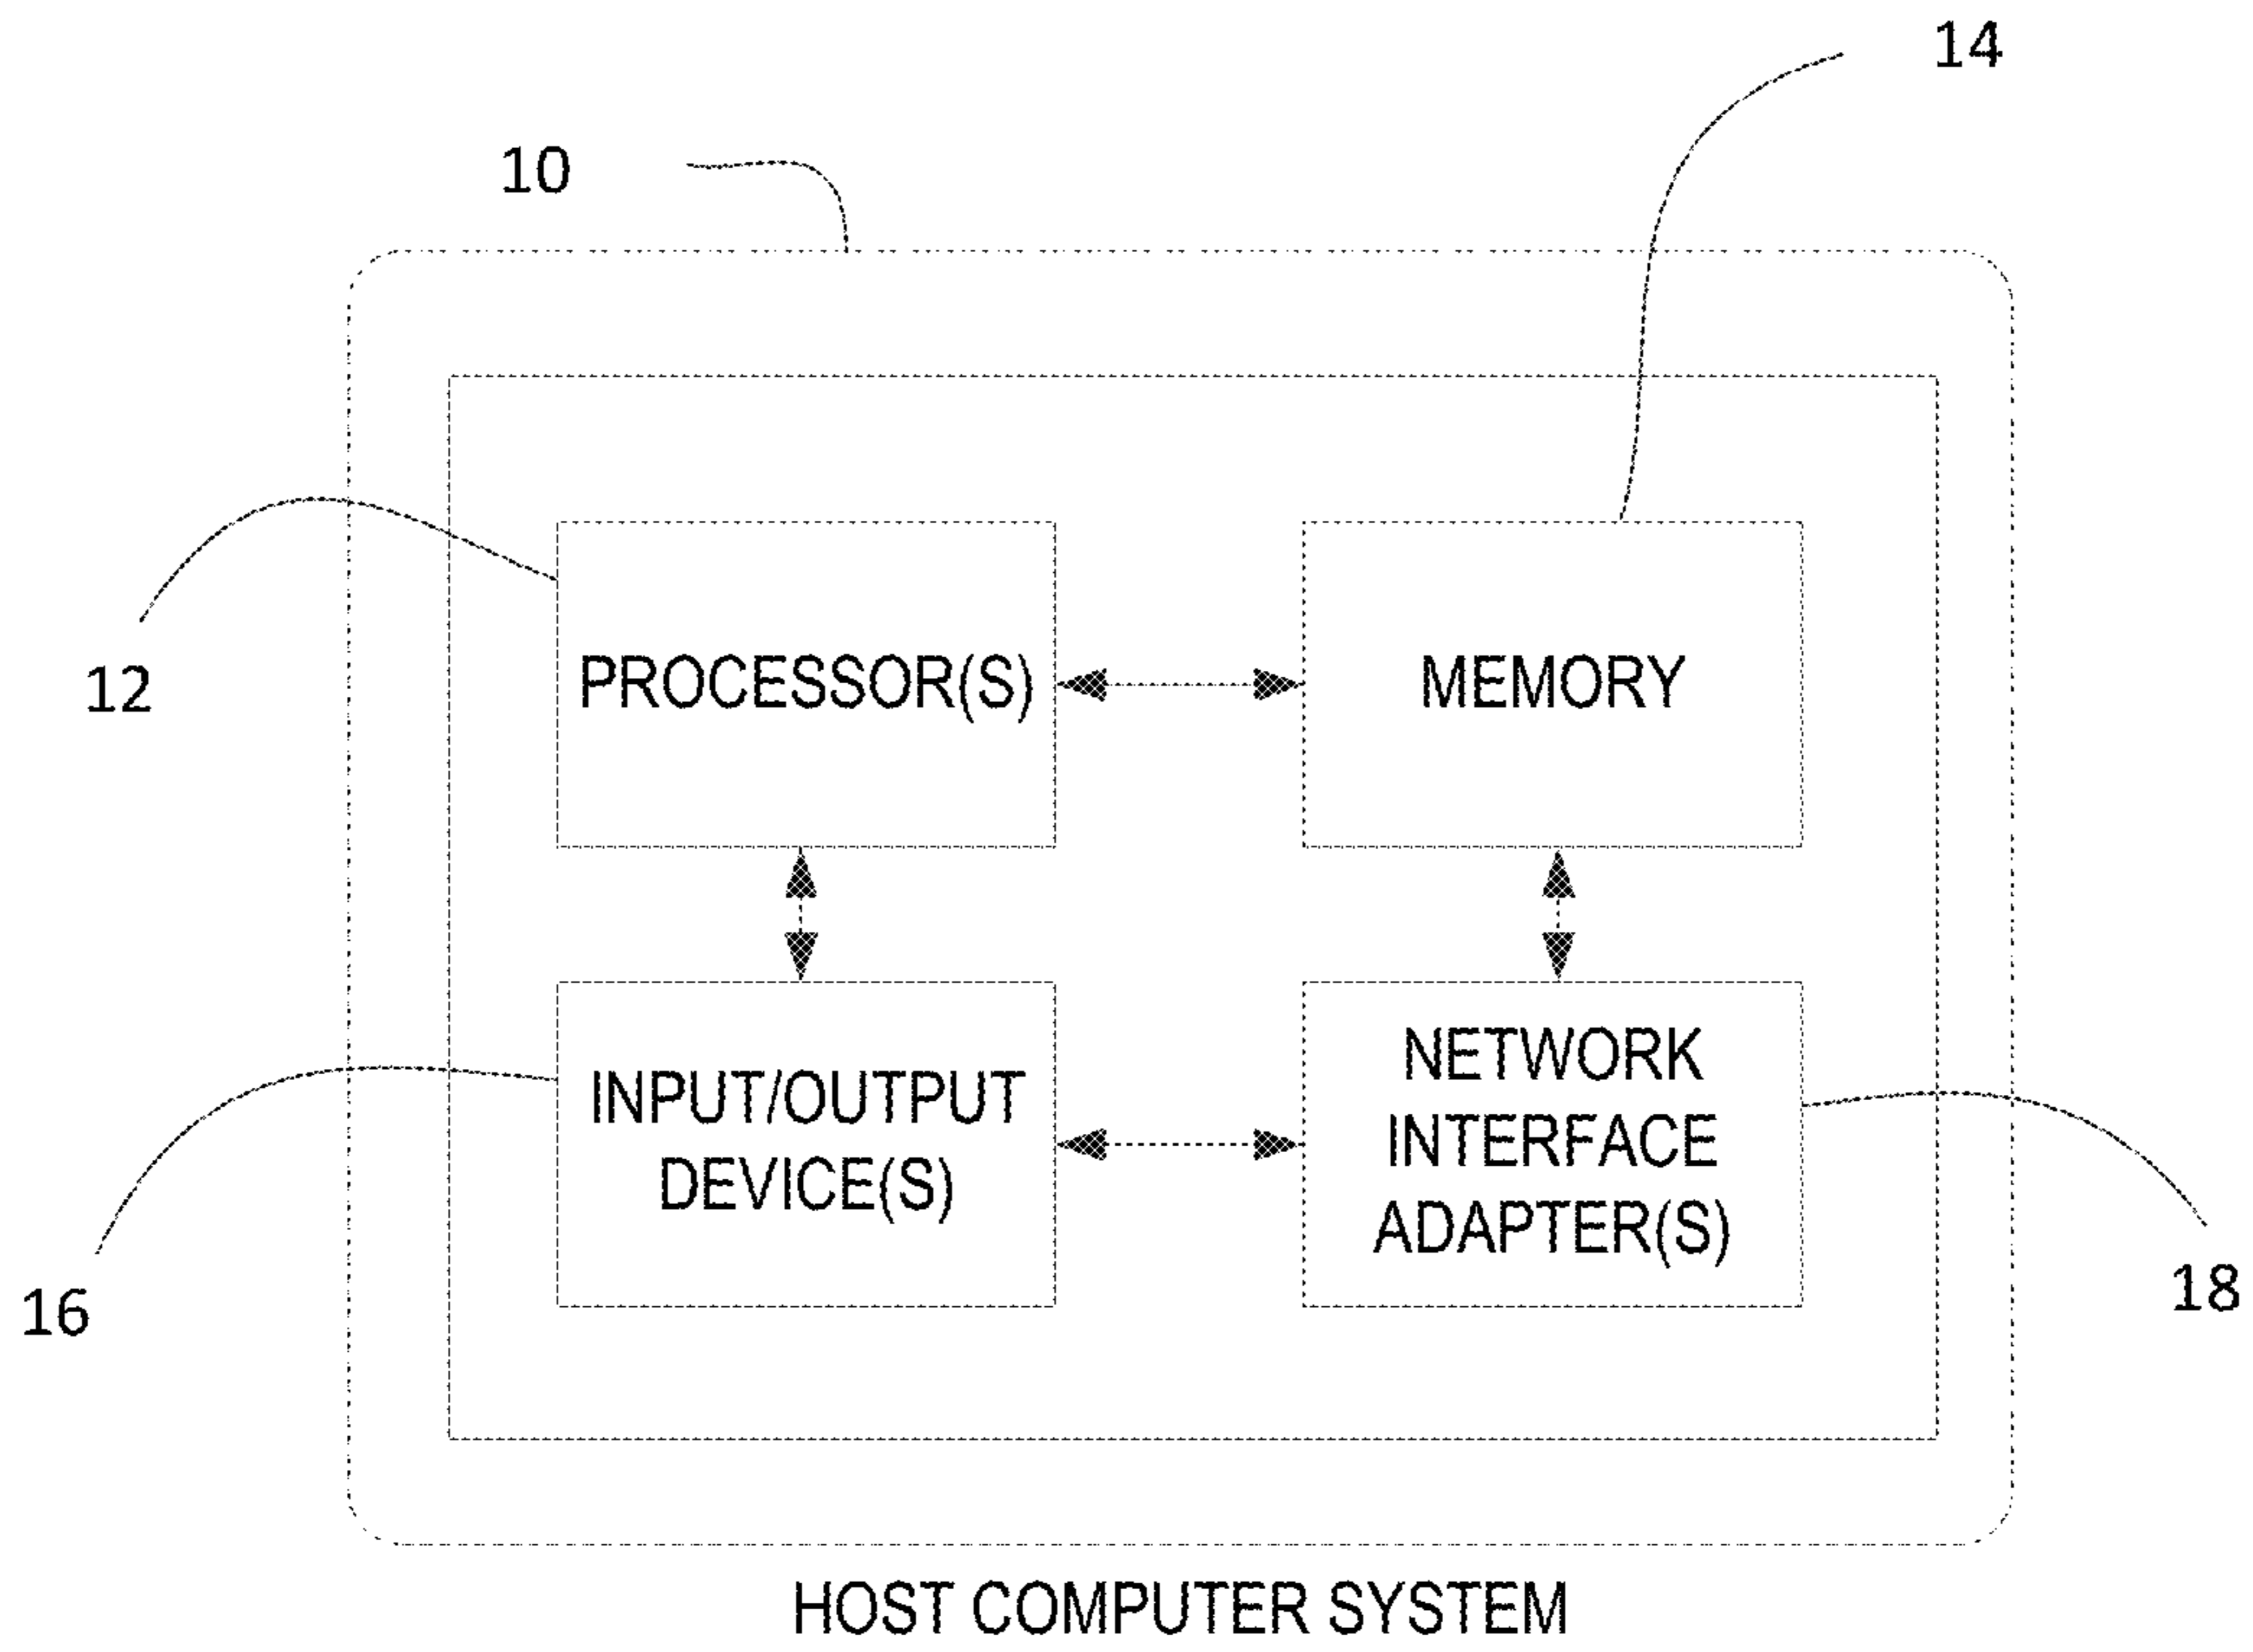 14
10
12
PROCESSOR(S)
MEMORY
INPUT/OUTPUT
DEVICE(S)
NETWORK
INTERFACE
ADAPTER(S)
16
18
HOST COMPUTER SYSTEM